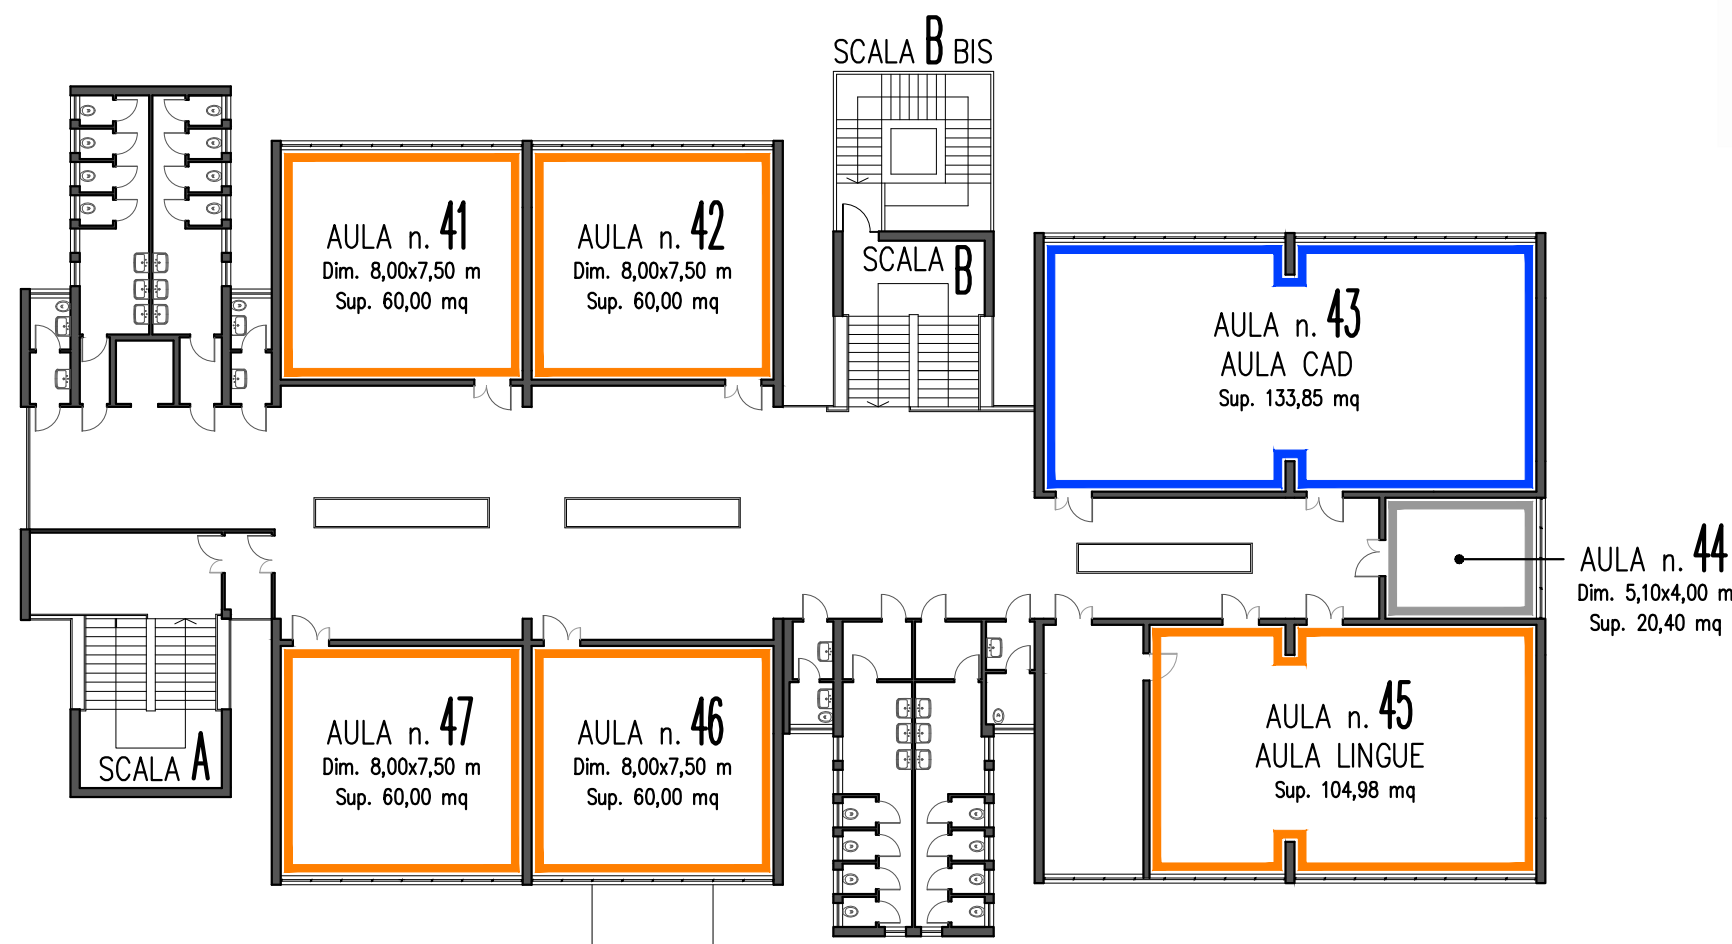 SCALA B BIS
AULA n. 41
Dim. 8,00x7,50 m
Sup. 60,00 mq
AULA n. 42
Dim. 8,00x7,50 m
Sup. 60,00 mq
SCALA B
AULA n. 43
AULA CAD
Sup. 133,85 mq
AULA n. 44
Dim. 5,10x4,00 m
Sup. 20,40 mq
AULA n. 47
Dim. 8,00x7,50 m
Sup. 60,00 mq
AULA n. 46
Dim. 8,00x7,50 m
Sup. 60,00 mq
AULA n. 45
AULA LINGUE
Sup. 104,98 mq
SCALA A